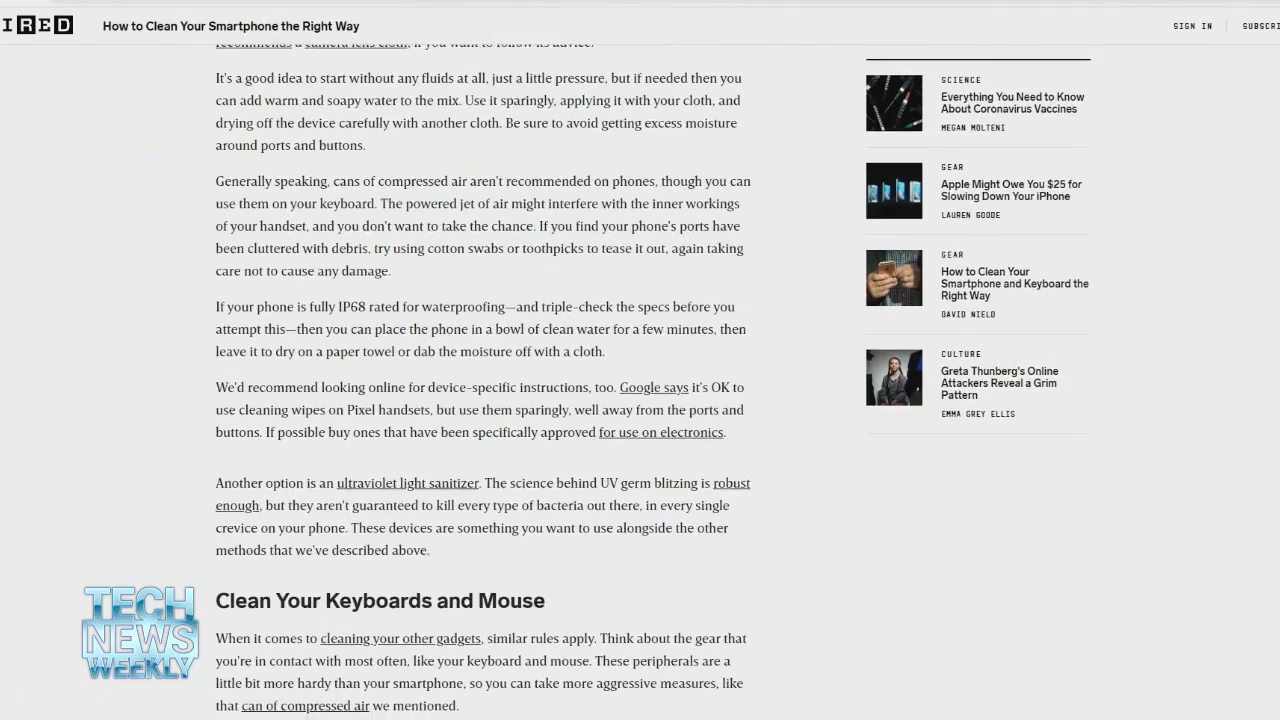 IRED
How to Clean Your Smartphone the Right Way
SIGN IN
recommends a camera lens cloth, if you want to follow its advice.
It's a good idea to start without any fluids at all, just a little pressure, but if needed then you
can add warm and soapy water to the mix. Use it sparingly, applying it with your cloth, and
drying off the device carefully with another cloth. Be sure to avoid getting excess moisture
around ports and buttons.
Generally speaking, cans of compressed air aren't recommended on phones, though you can
use them on your keyboard. The powered jet of air might interfere with the inner workings
of your handset, and you don't want to take the chance. If you find your phone's ports have
been cluttered with debris, try using cotton swabs or toothpicks to tease it out, again taking
care not to cause any damage.
If your phone is fully IP68 rated for waterproofing—and triple-check the specs before you
attempt this—then you can place the phone in a bowl of clean water for a few minutes, then
leave it to dry on a paper towel or dab the moisture off with a cloth.
We'd recommend looking online for device-specific instructions, too. Google says it's OK to
use cleaning wipes on Pixel handsets, but use them sparingly, well away from the ports and
buttons. If possible buy ones that have been specifically approved for use on electronics.
Another option is an ultraviolet light sanitizer. The science behind UV germ blitzing is robust
enough, but they aren't guaranteed to kill every type of bacteria out there, in every single
crevice on your phone. These devices are something you want to use alongside the other
methods that we've described above.
Clean Your Keyboards and Mouse
When it comes to cleaning your other gadgets, similar rules apply. Think about the gear that
you're in contact with most often, like your keyboard and mouse. These peripherals are a
little bit more hardy than your smartphone, so you can take more aggressive measures, like
that can of compressed air we mentioned.
SCIENCE
Everything You Need to Know
About Coronavirus Vaccines
MEGAN MOLTENI
GEAR
Apple Might Owe You $25 for
Slowing Down Your iPhone
LAUREN GOODE
GEAR
How to Clean Your
Smartphone and Keyboard the
Right Way
DAVID NIELD
CULTURE
Greta Thunberg's Online
Attackers Reveal a Grim
Pattern
EMMA GREY ELLIS
TECH
NEWS
WEEKLY